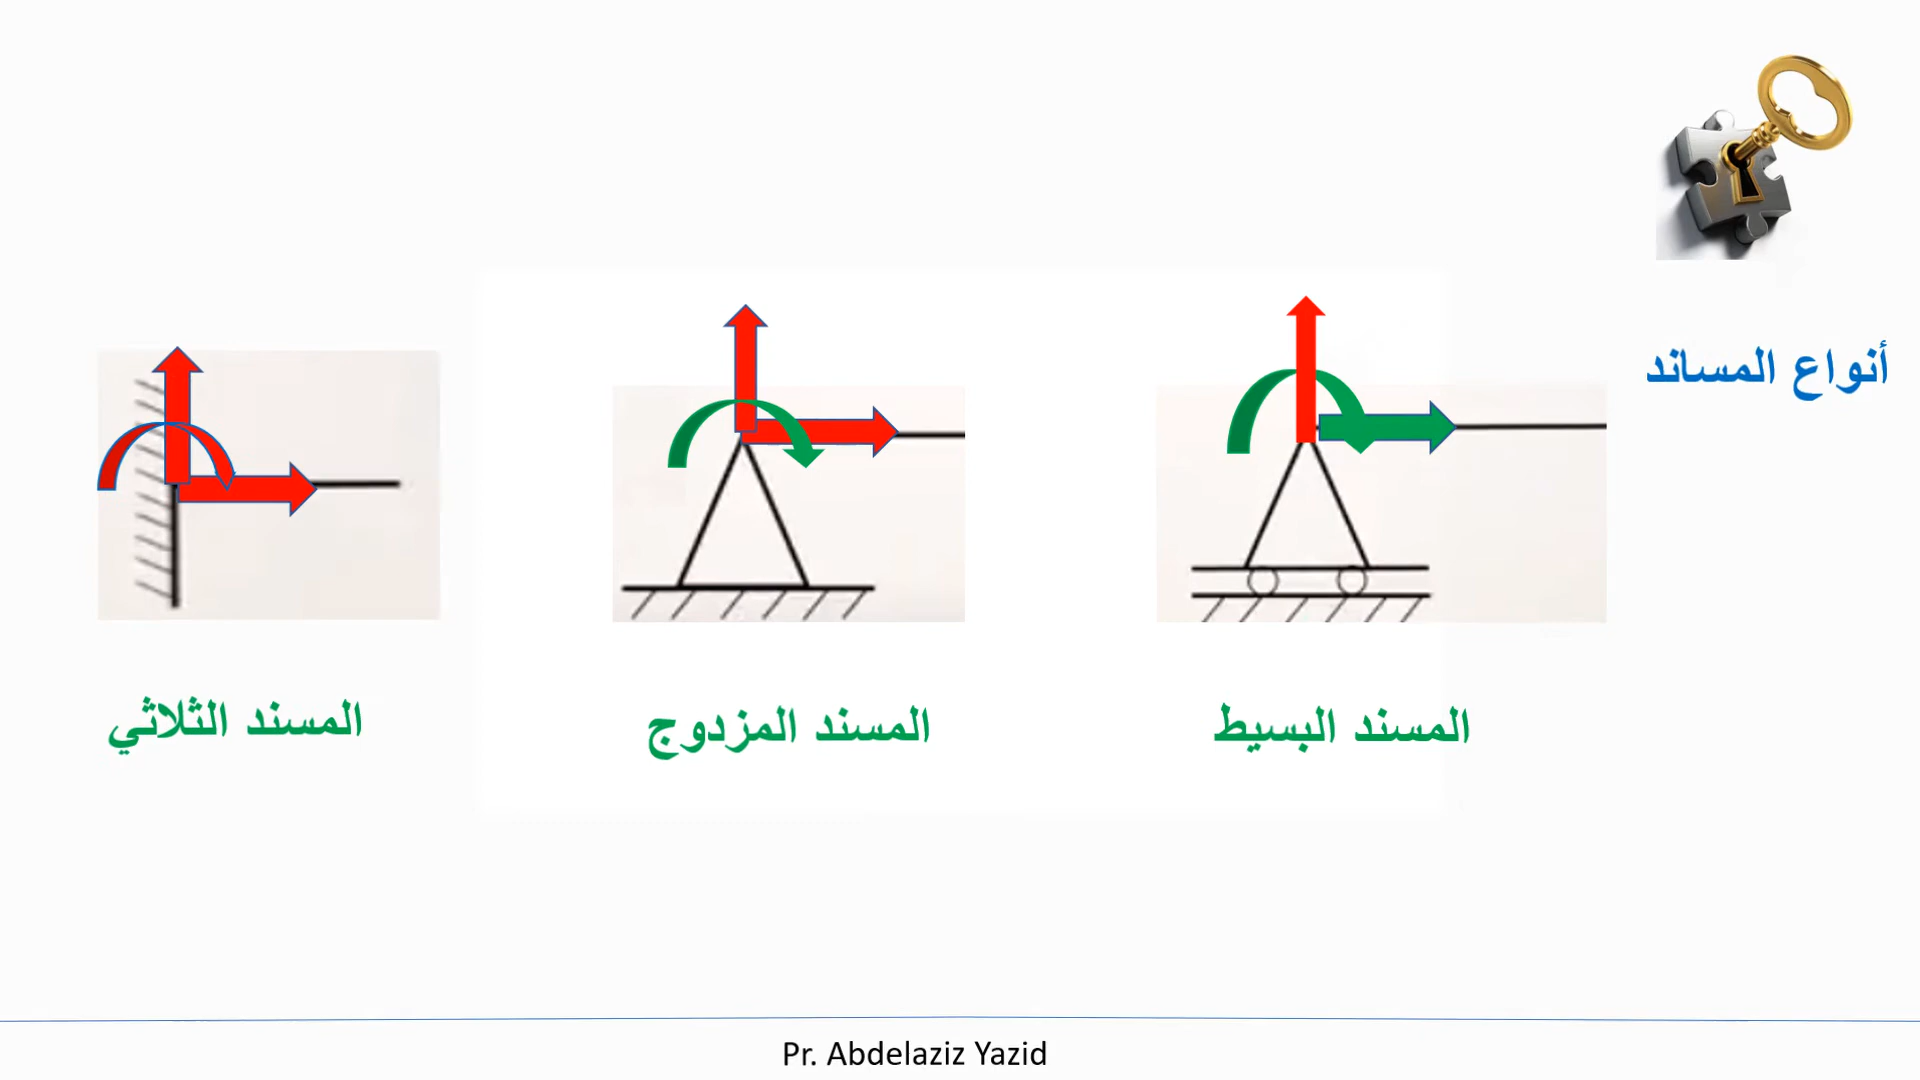 أنواع المساند
المسند البسيط
المسند المزدوج
المسند الثلاثي
Pr. Abdelaziz Yazid